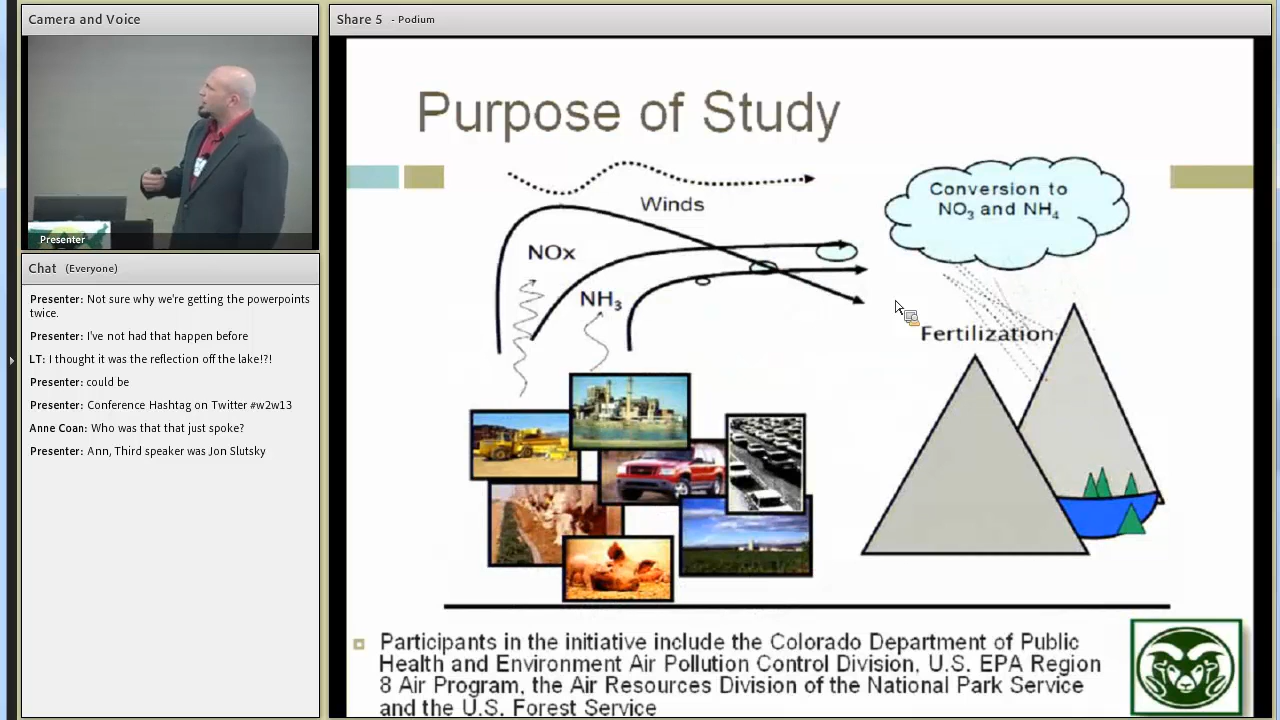 Camera and Voice
Presenter
Chat (Everyone)
Presenter: Not sure why we're getting the powerpoints
twice.
Presenter: I've not had that happen before
LT: I thought it was the reflection off the lake!?!
Presenter: could be
Presenter: Conference Hashtag on Twitter #w2w13
Anne Coan: Who was that that just spoke?
Presenter: Ann, Third speaker was Jon Slutsky
Share 5 - Podium
Purpose of Study
Winds
Conversion to
NO₃ and NH₄
NOx
NH₃
Fertilization
Participants in the initiative include the Colorado Department of Public
Health and Environment Air Pollution Control Division, U.S. EPA Region
8 Air Program, the Air Resources Division of the National Park Service
and the U.S. Forest Service